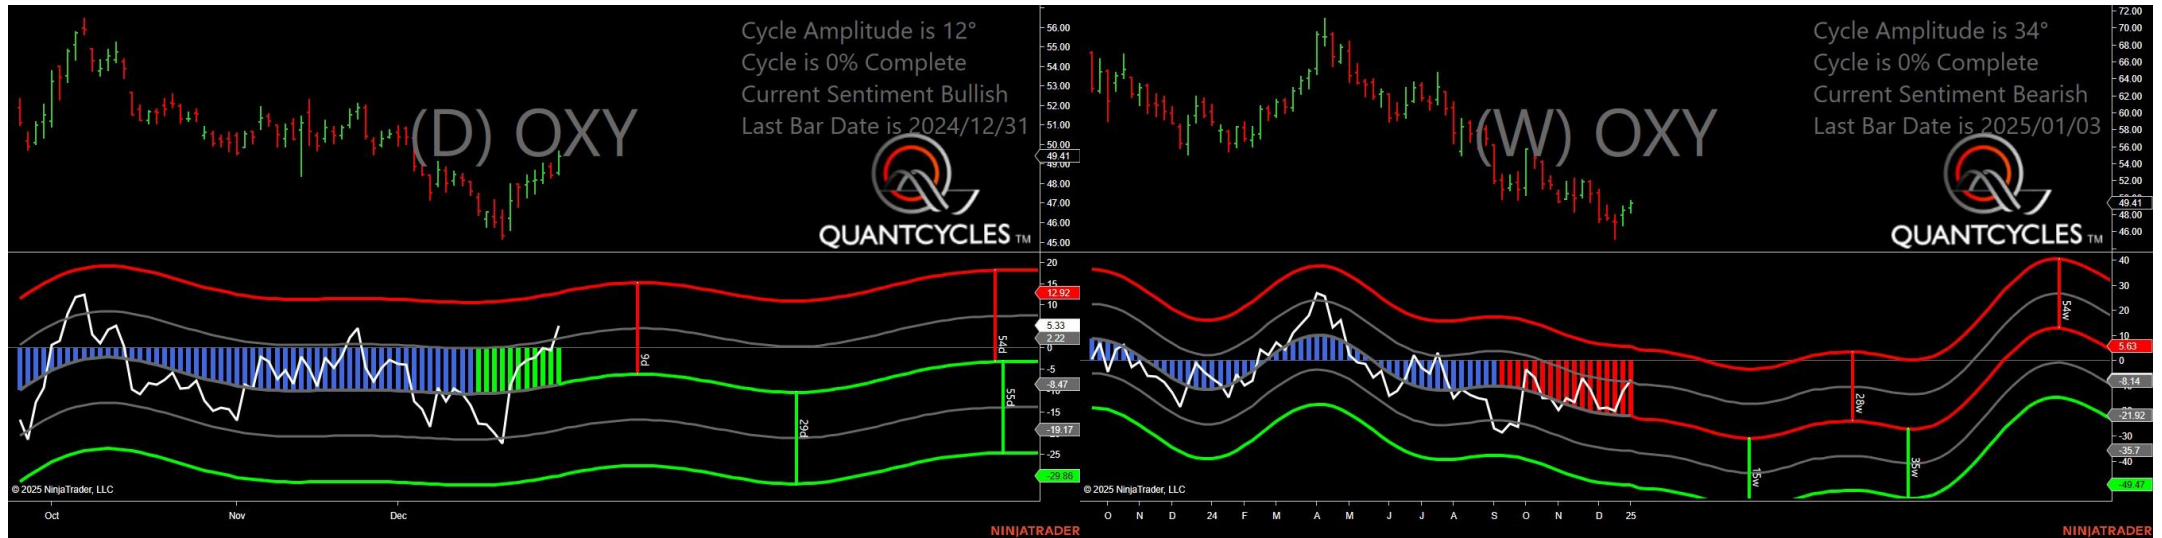 Cycle Amplitude is 12°
Cycle is 0% Complete
Current Sentiment Bullish
Last Bar Date is 2024/12/31
(D) OXY
QUANTCYCLES TM
56.00
55.00
54.00
53.00
52.00
51.00
50.00
49.41
49.00
48.00
47.00
46.00
45.00
20
15
12.92
10
5.33
2.22
0
-5
-8.47
-10
-15
-19.17
-25
-29.86
9d
29d
54d
55d
© 2025 NinjaTrader, LLC
Oct
Nov
Dec
NINJATRADER
Cycle Amplitude is 34°
Cycle is 0% Complete
Current Sentiment Bearish
Last Bar Date is 2025/01/03
(W) OXY
QUANTCYCLES TM
72.00
70.00
68.00
66.00
64.00
62.00
60.00
58.00
56.00
54.00
52.00
49.41
48.00
46.00
40
30
20
10
5.63
0
-8.14
-21.92
-30
-35.7
-40
-49.47
15w
28w
35w
54w
© 2025 NinjaTrader, LLC
O N D 24 F M A M J J A S O N D 25
NINJATRADER